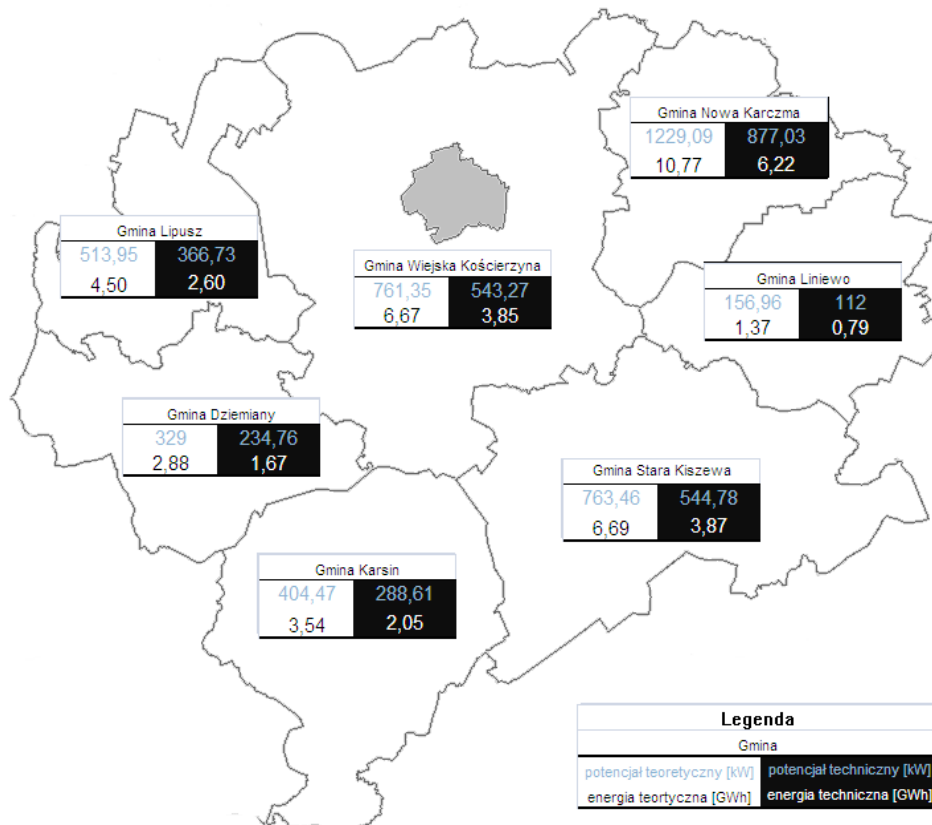 Gmina Nowa Karczma
1229,09 877,03
10,77 6,22
Gmina Lipusz
513,95 366,73
4,50 2,60
Gmina Wiejska Kościerzyna
761,35 543,27
6,67 3,85
Gmina Liniewo
156,96 112
1,37 0,79
Gmina Dziemiany
329 234,76
2,88 1,67
Gmina Stara Kiszewa
763,46 544,78
6,69 3,87
Gmina Karsin
404,47 288,61
3,54 2,05
Legenda
Gmina
potencjał teoretyczny [kW] potencjał techniczny [kW]
energia teortyczna [GWh] energia techniczna [GWh]